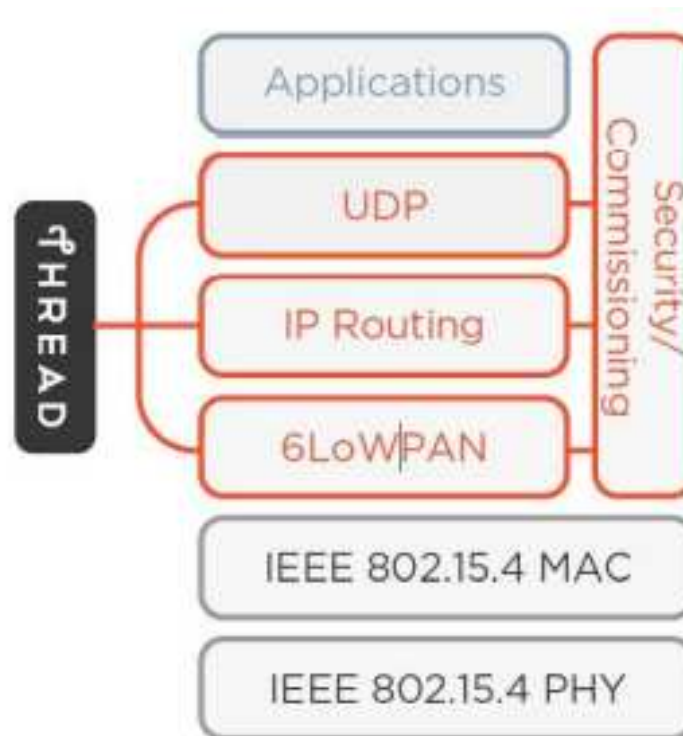 Applications
UDP
THREAD
IP Routing
6LoWPAN
Security/
Commissioning
IEEE 802.15.4 MAC
IEEE 802.15.4 PHY